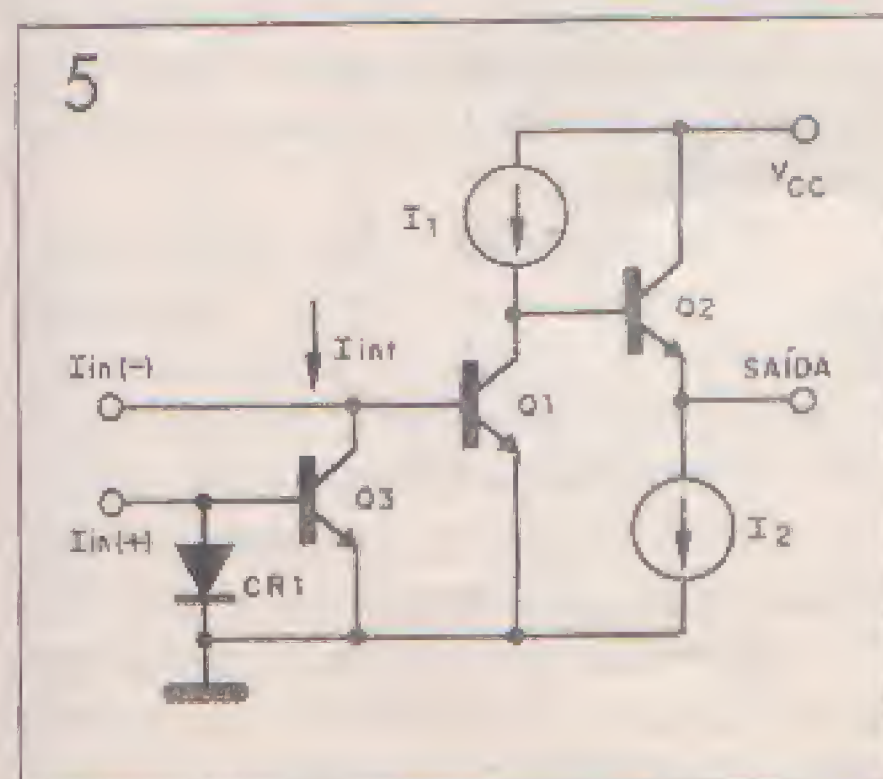 5
VCC
I1
Q2
Iint
Iin(-)
SAÍDA
Q1
Q3
Iin(+)
I2
CR1